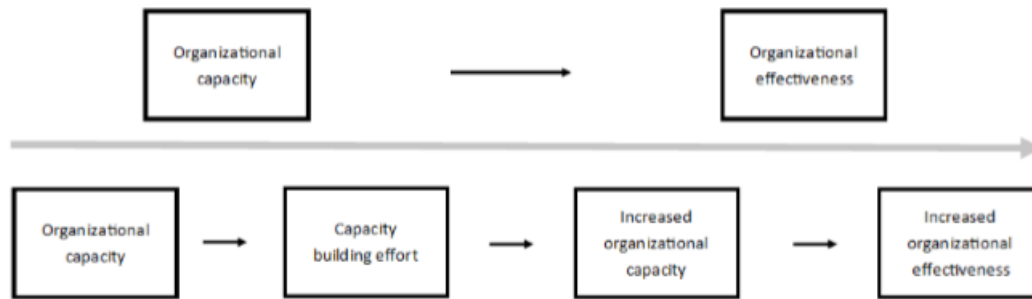 Organizational
capacity
Organizational
effectiveness
Organizational
capacity
Capacity
building effort
Increased
organizational
capacity
Increased
organizational
effectiveness